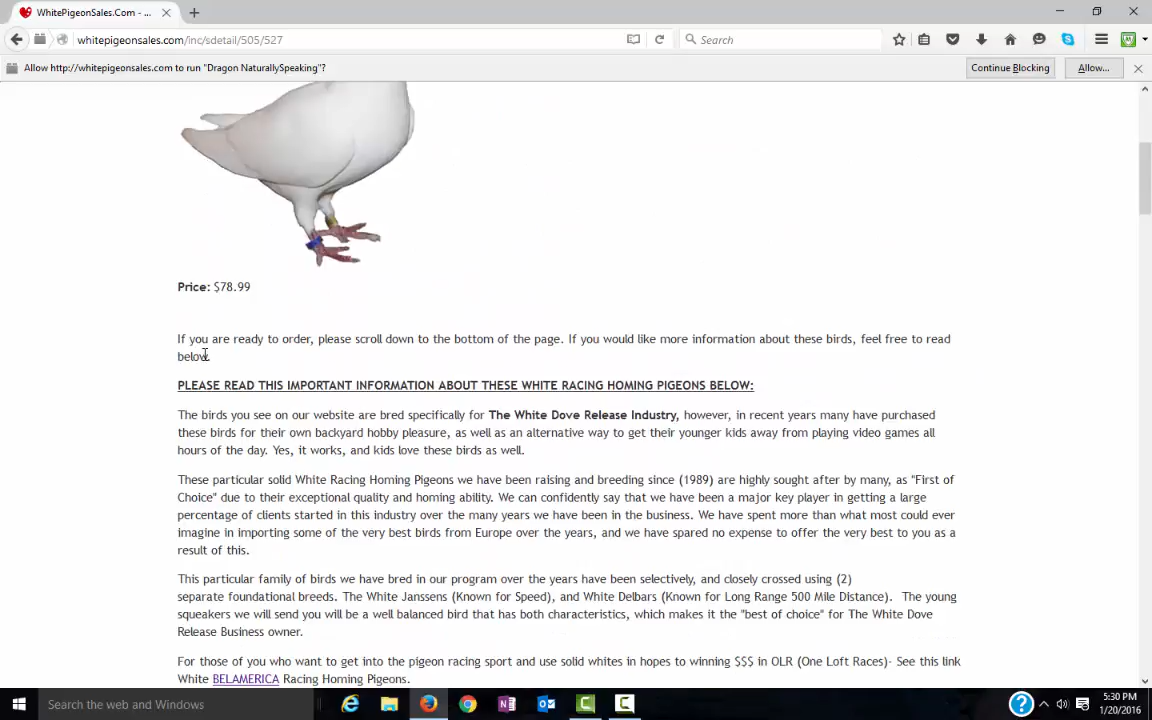 WhitePigeonSales.Com - ...
whitepigeonsales.com/inc/sdetail/505/527
Search
Allow http://whitepigeonsales.com to run "Dragon NaturallySpeaking"?
Continue Blocking
Allow...
Price: $78.99
If you are ready to order, please scroll down to the bottom of the page. If you would like more information about these birds, feel free to read
below.
PLEASE READ THIS IMPORTANT INFORMATION ABOUT THESE WHITE RACING HOMING PIGEONS BELOW:
The birds you see on our website are bred specifically for The White Dove Release Industry, however, in recent years many have purchased
these birds for their own backyard hobby pleasure, as well as an alternative way to get their younger kids away from playing video games all
hours of the day. Yes, it works, and kids love these birds as well.
These particular solid White Racing Homing Pigeons we have been raising and breeding since (1989) are highly sought after by many, as "First of
Choice" due to their exceptional quality and homing ability. We can confidently say that we have been a major key player in getting a large
percentage of clients started in this industry over the many years we have been in the business. We have spent more than what most could ever
imagine in importing some of the very best birds from Europe over the years, and we have spared no expense to offer the very best to you as a
result of this.
This particular family of birds we have bred in our program over the years have been selectively, and closely crossed using (2)
separate foundational breeds. The White Janssens (Known for Speed), and White Delbars (Known for Long Range 500 Mile Distance).  The young
squeakers we will send you will be a well balanced bird that has both characteristics, which makes it the "best of choice" for The White Dove
Release Business owner.
For those of you who want to get into the pigeon racing sport and use solid whites in hopes to winning $$$ in OLR (One Loft Races)- See this link
White BELAMERICA Racing Homing Pigeons.
Search the web and Windows
5:30 PM
1/20/2016